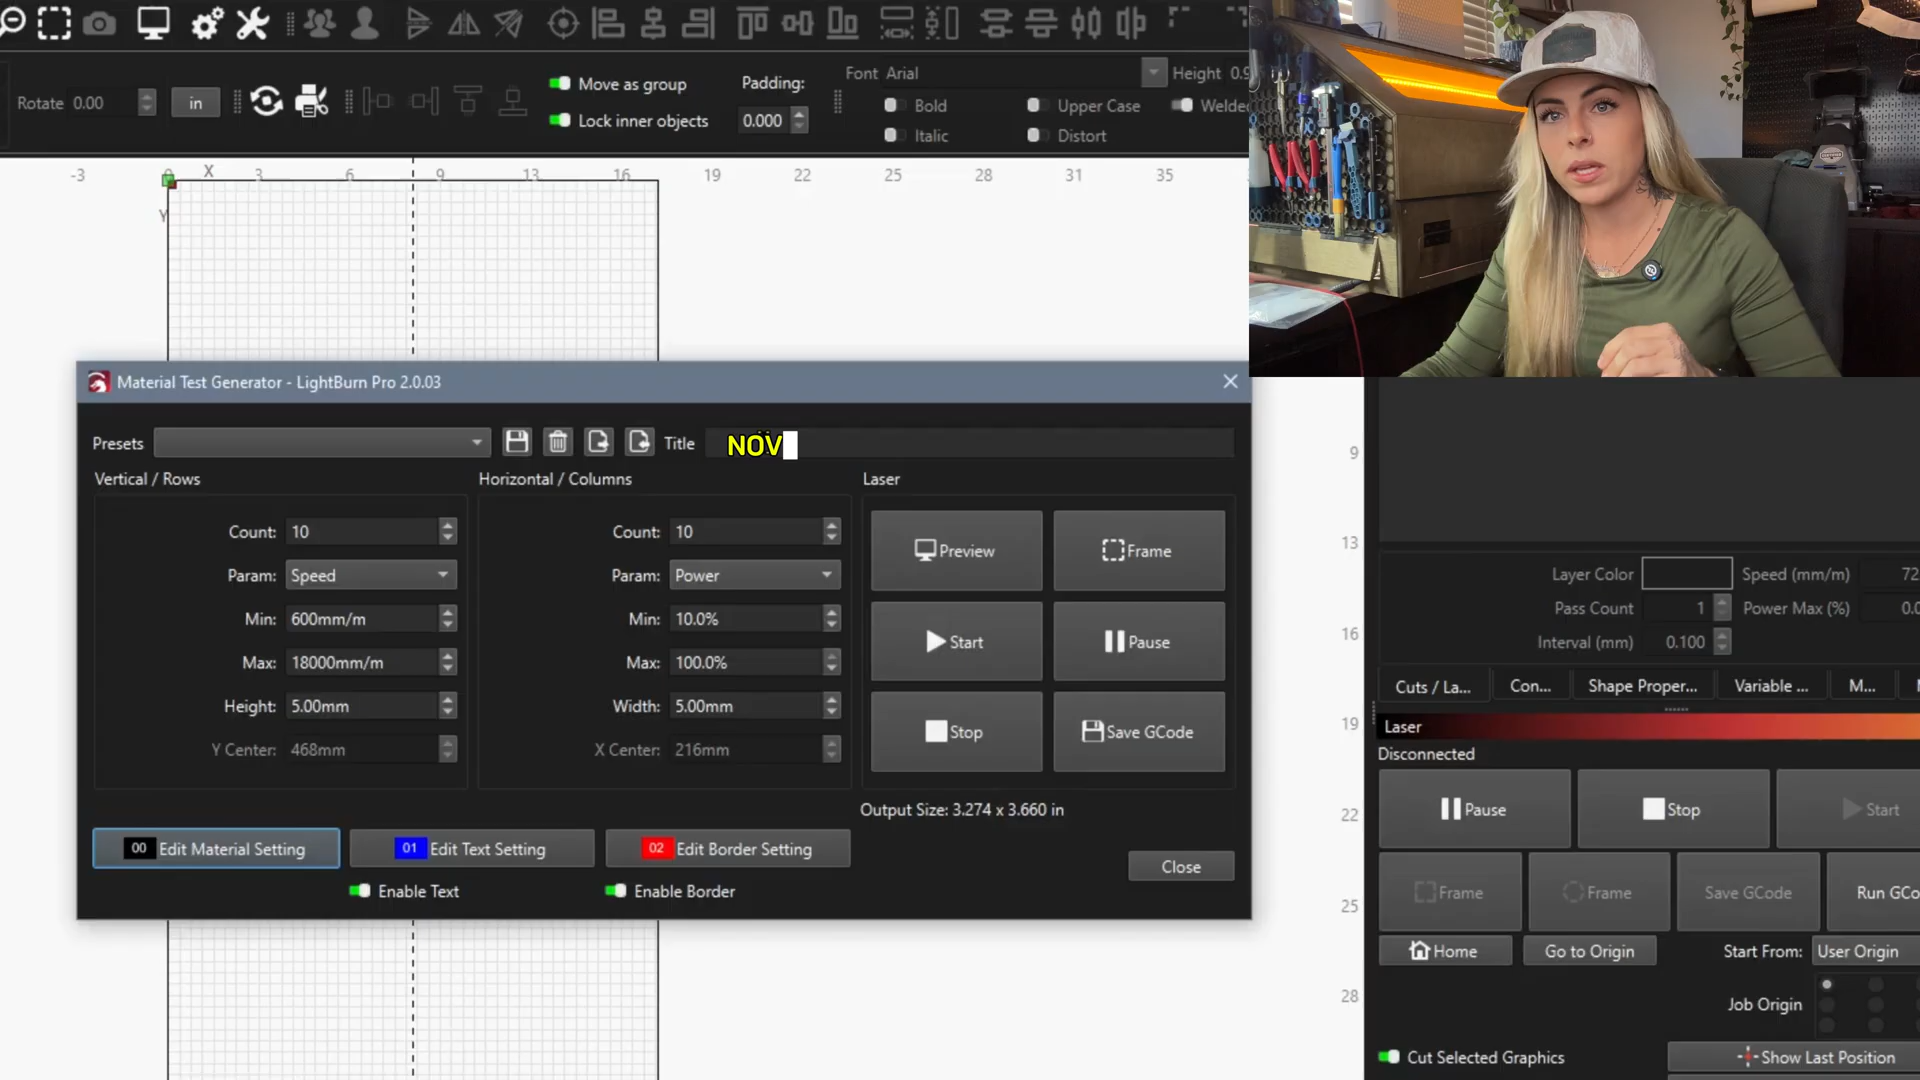 Rotate 0.00 in
Move as group
Lock inner objects
Padding:
0.000
Font Arial Height 0.9
Bold Upper Case Welde
Italic Distort
-3 X 3 6 9 13 16 19 22 25 28 31 35
Y
Material Test Generator - LightBurn Pro 2.0.03
Presets Title NOV
Vertical / Rows
Count: 10
Param: Speed
Min: 600mm/m
Max: 18000mm/m
Height: 5.00mm
Y Center: 468mm
Horizontal / Columns
Count: 10
Param: Power
Min: 10.0%
Max: 100.0%
Width: 5.00mm
X Center: 216mm
Laser
Preview Frame
Start Pause
Stop Save GCode
Output Size: 3.274 x 3.660 in
00 Edit Material Setting 01 Edit Text Setting 02 Edit Border Setting
Close
Enable Text Enable Border
9
13
16
19
22
25
28
Layer Color Speed (mm/m) 72
Pass Count 1 Power Max (%) 0.0
Interval (mm) 0.100
Cuts / La... Con... Shape Proper... Variable ... M...
Laser
Disconnected
Pause Stop Start
Frame Frame Save GCode Run GCo
Home Go to Origin Start From: User Origin
Job Origin
Cut Selected Graphics Show Last Position